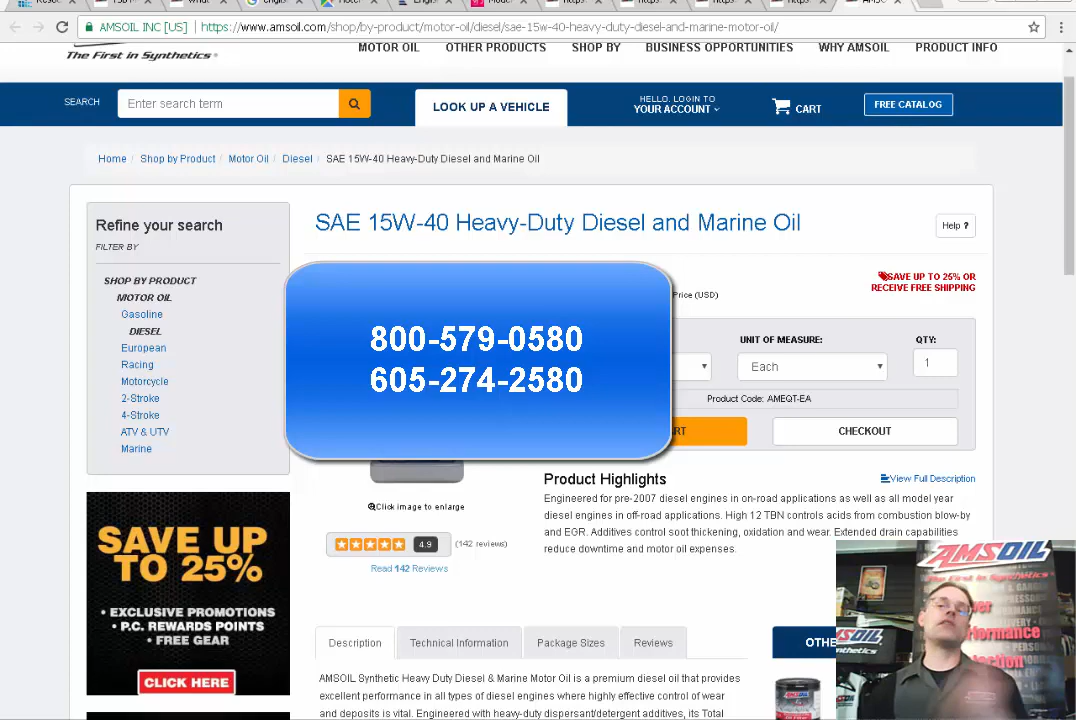 AMSOIL INC [US]
https://www.amsoil.com/shop/by-product/motor-oil/diesel/sae-15w-40-heavy-duty-diesel-and-marine-motor-oil/
The First in Synthetics®
MOTOR OIL
OTHER PRODUCTS
SHOP BY
BUSINESS OPPORTUNITIES
WHY AMSOIL
PRODUCT INFO
SEARCH
Enter search term
LOOK UP A VEHICLE
HELLO. LOGIN TO
YOUR ACCOUNT
CART
FREE CATALOG
Home / Shop by Product / Motor Oil / Diesel / SAE 15W-40 Heavy-Duty Diesel and Marine Oil
Refine your search
FILTER BY
SHOP BY PRODUCT
MOTOR OIL
Gasoline
DIESEL
European
Racing
Motorcycle
2-Stroke
4-Stroke
ATV & UTV
Marine
SAVE UP
TO 25%
• EXCLUSIVE PROMOTIONS
• P.C. REWARDS POINTS
• FREE GEAR
CLICK HERE
SAE 15W-40 Heavy-Duty Diesel and Marine Oil
Help ?
SAVE UP TO 25% OR
RECEIVE FREE SHIPPING
Price (USD)
800-579-0580
605-274-2580
UNIT OF MEASURE:
QTY:
Each
1
Product Code: AMEQT-EA
CHECKOUT
Click image to enlarge
4.9
(142 reviews)
Read 142 Reviews
Product Highlights
View Full Description
Engineered for pre-2007 diesel engines in on-road applications as well as all model year
diesel engines in off-road applications. High 12 TBN controls acids from combustion blow-by
and EGR. Additives control soot thickening, oxidation and wear. Extended drain capabilities
reduce downtime and motor oil expenses.
Description
Technical Information
Package Sizes
Reviews
AMSOIL Synthetic Heavy Duty Diesel & Marine Motor Oil is a premium diesel oil that provides
excellent performance in all types of diesel engines where highly effective control of wear
and deposits is vital. Engineered with heavy-duty dispersant/detergent additives, its Total
AMSOIL
The First in Synthetics